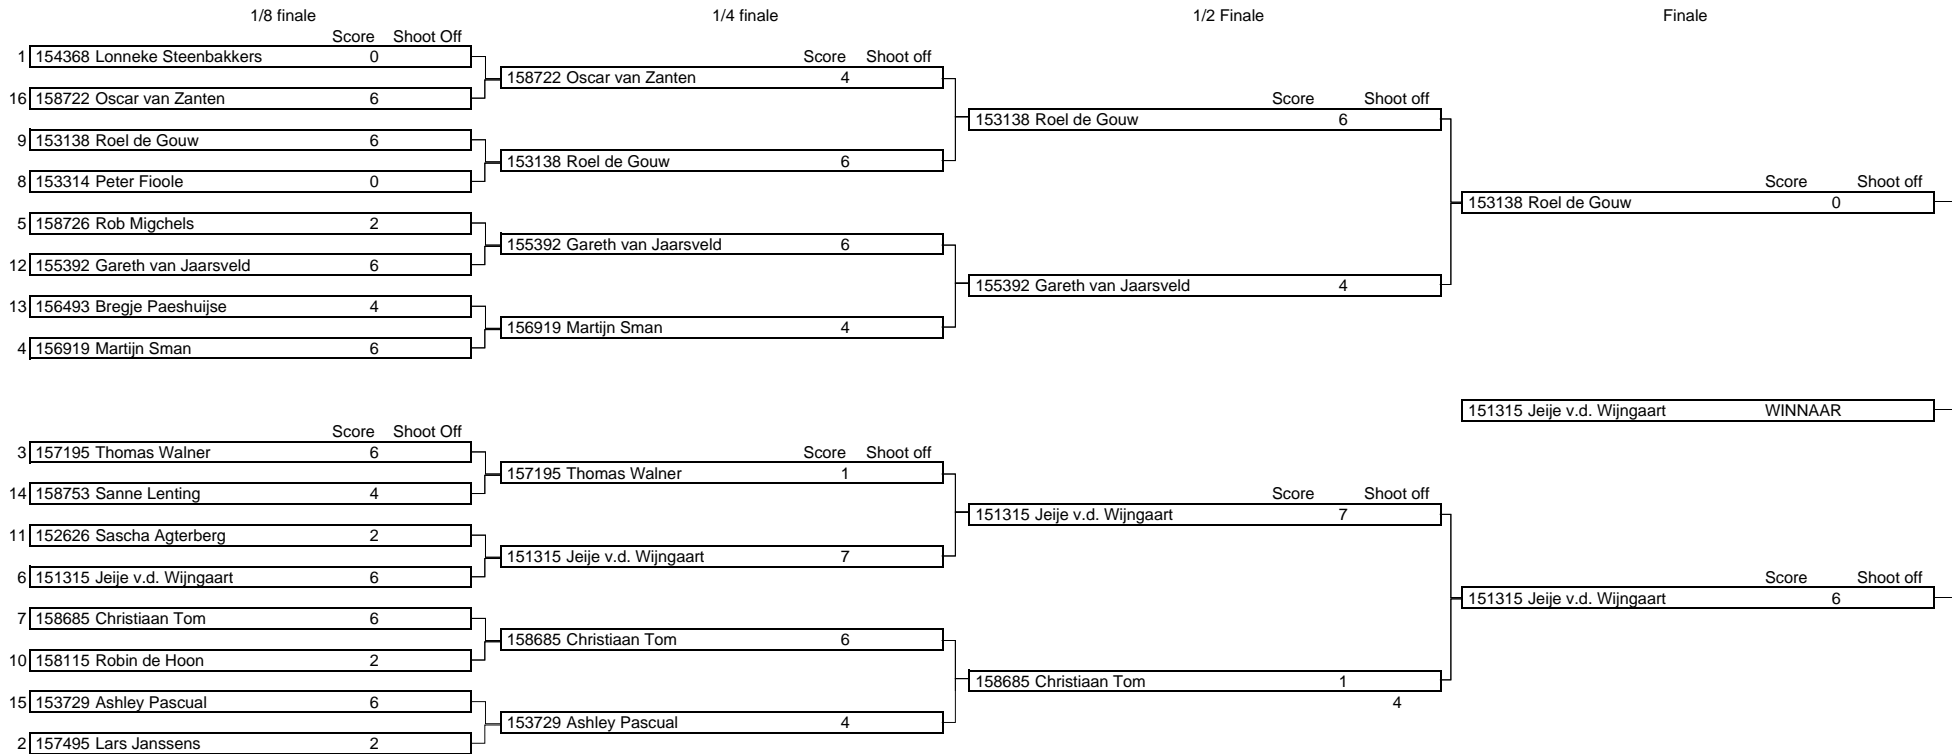 1/8 finale 1/4 finale 1/2 Finale Finale
Score Shoot Off
1 154368 Lonneke Steenbakkers 0 Score Shoot off
158722 Oscar van Zanten 4
16 158722 Oscar van Zanten 6 Score Shoot off
153138 Roel de Gouw 6
9 153138 Roel de Gouw 6
153138 Roel de Gouw 6
8 153314 Peter Fioole 0 Score Shoot off
153138 Roel de Gouw 0
5 158726 Rob Migchels 2
155392 Gareth van Jaarsveld 6
12 155392 Gareth van Jaarsveld 6
155392 Gareth van Jaarsveld 4
13 156493 Bregje Paeshuijse 4
156919 Martijn Sman 4
4 156919 Martijn Sman 6
151315 Jeije v.d. Wijngaart WINNAAR
Score Shoot Off
3 157195 Thomas Walner 6 Score Shoot off
157195 Thomas Walner 1
14 158753 Sanne Lenting 4 Score Shoot off
151315 Jeije v.d. Wijngaart 7
11 152626 Sascha Agterberg 2
151315 Jeije v.d. Wijngaart 7
6 151315 Jeije v.d. Wijngaart 6 Score Shoot off
151315 Jeije v.d. Wijngaart 6
7 158685 Christiaan Tom 6
158685 Christiaan Tom 6
10 158115 Robin de Hoon 2
158685 Christiaan Tom 1
15 153729 Ashley Pascual 6 4
153729 Ashley Pascual 4
2 157495 Lars Janssens 2